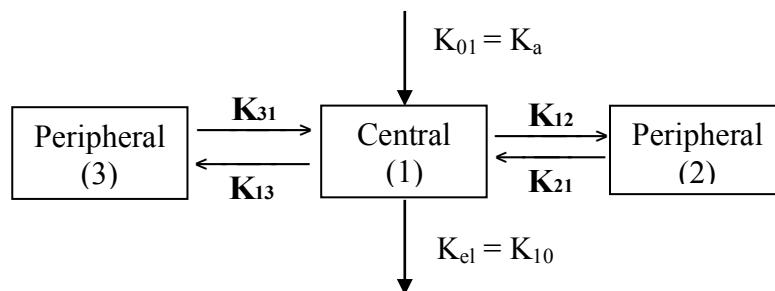 K₀₁ = Kₐ
K₃₁
K₁₂
Peripheral
(3)
Central
(1)
Peripheral
(2)
K₁₃
K₂₁
Kₑₗ = K₁₀